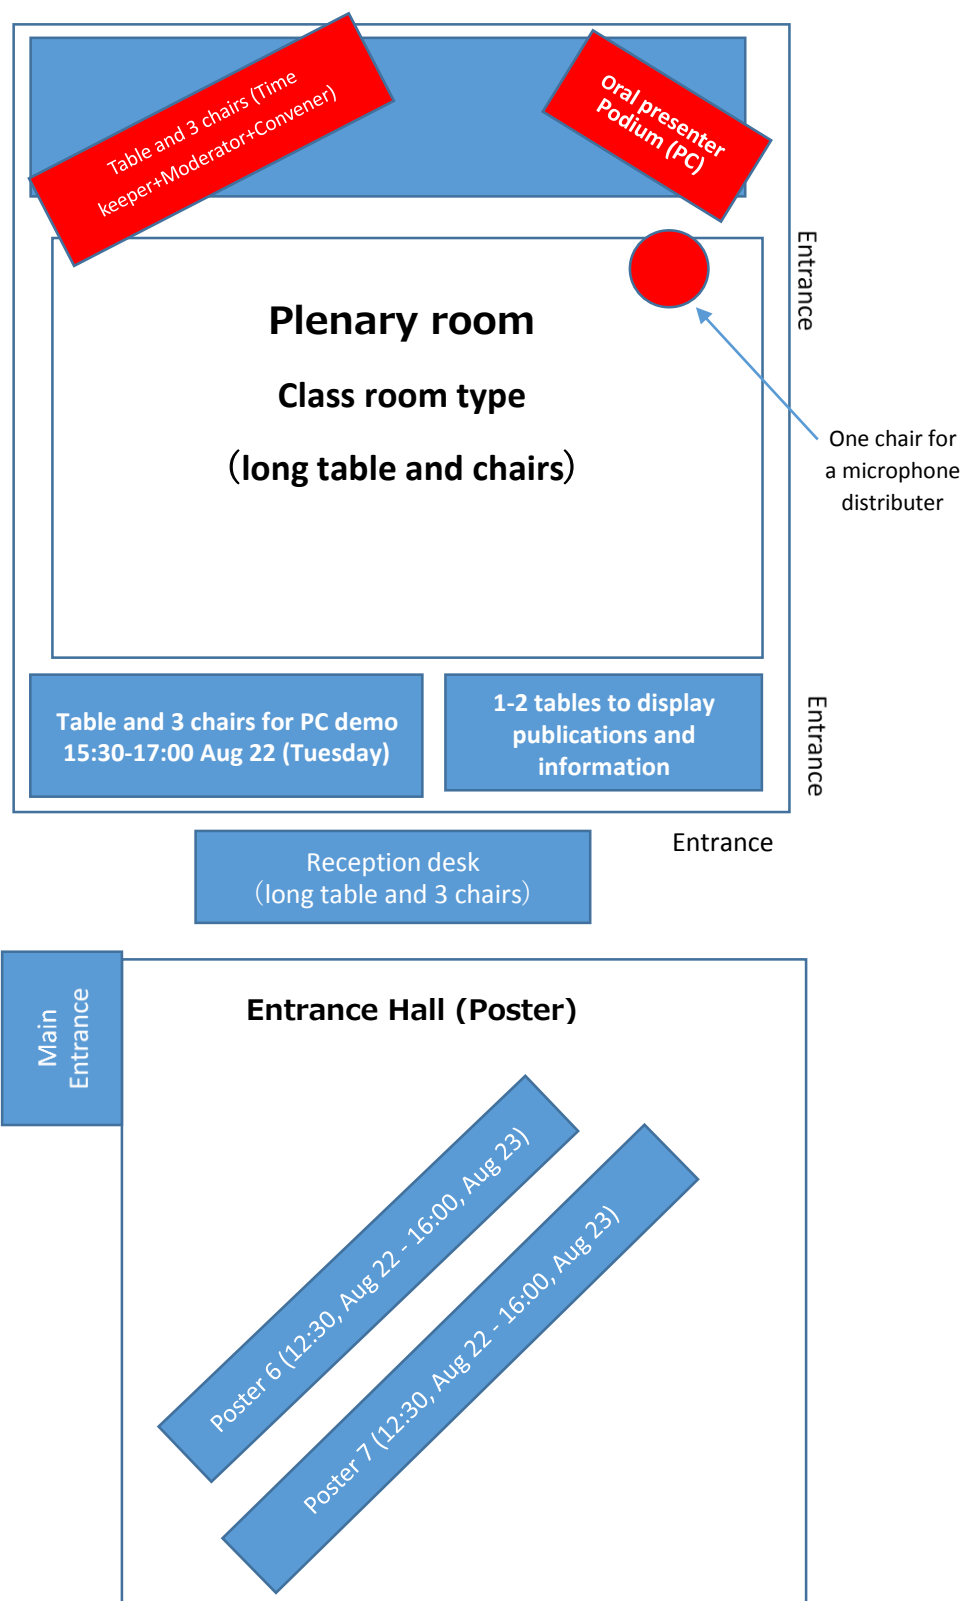 Table and 3 chairs (Time
keeper+Moderator+Convener)
Oral presenter
Podium (PC)
Entrance
Plenary room
Class room type
（long table and chairs）
One chair for
a microphone
distributer
Table and 3 chairs for PC demo
15:30-17:00 Aug 22 (Tuesday)
1-2 tables to display
publications and
information
Entrance
Entrance
Reception desk
（long table and 3 chairs）
Main
Entrance
Entrance Hall (Poster)
Poster 6 (12:30, Aug 22 - 16:00, Aug 23)
Poster 7 (12:30, Aug 22 - 16:00, Aug 23)